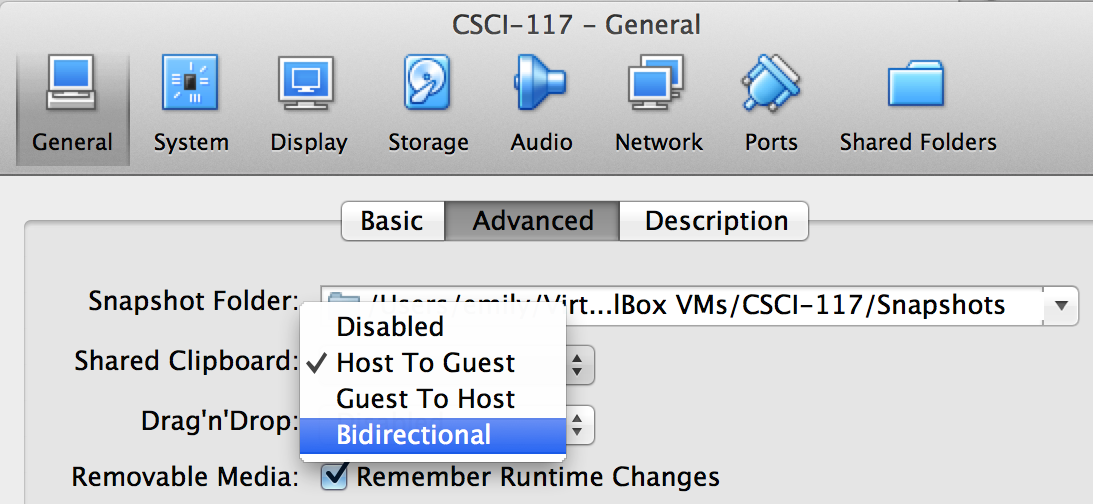 CSCI-117 – General
General System Display Storage Audio Network Ports Shared Folders
Basic Advanced Description
Snapshot Folder: /Users/emily/Virt...lBox VMs/CSCI-117/Snapshots
Disabled
Shared Clipboard: ✓ Host To Guest
Guest To Host
Drag'n'Drop:
Bidirectional
Removable Media: Remember Runtime Changes